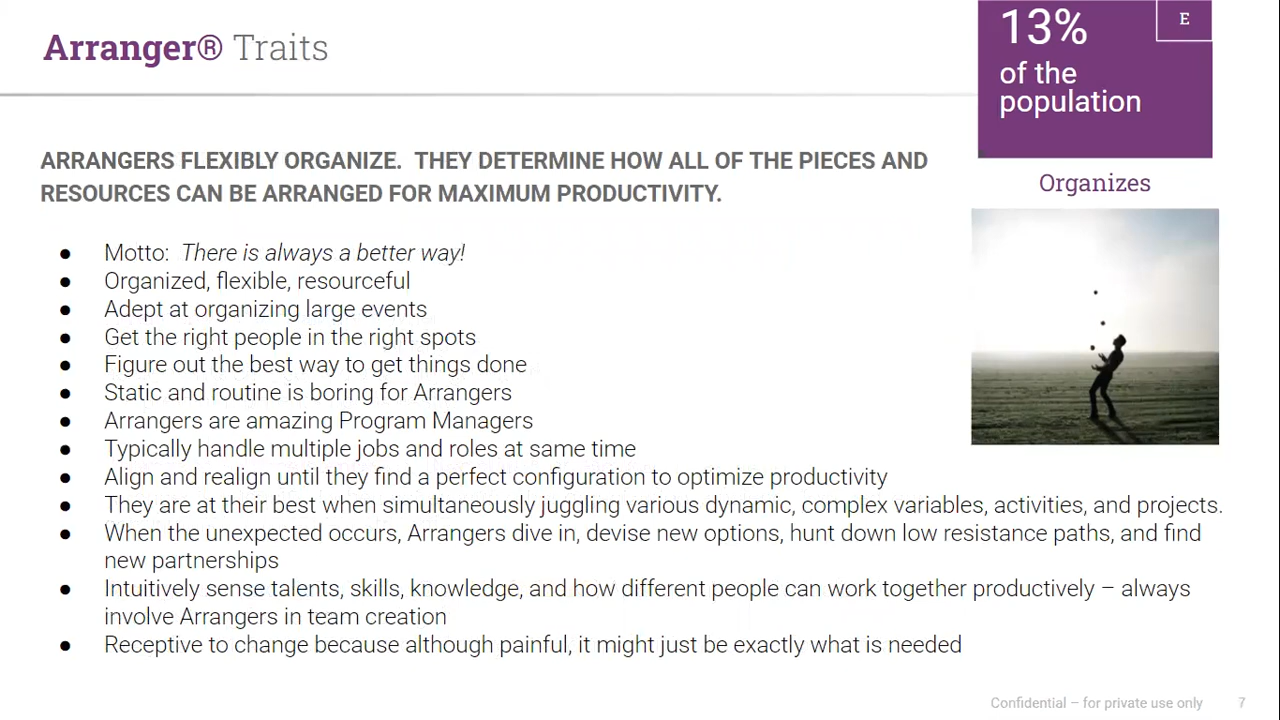 Arranger® Traits
13%
E
of the
population
ARRANGERS FLEXIBLY ORGANIZE.  THEY DETERMINE HOW ALL OF THE PIECES AND
RESOURCES CAN BE ARRANGED FOR MAXIMUM PRODUCTIVITY.
Organizes
● Motto:  There is always a better way!
● Organized, flexible, resourceful
● Adept at organizing large events
● Get the right people in the right spots
● Figure out the best way to get things done
● Static and routine is boring for Arrangers
● Arrangers are amazing Program Managers
● Typically handle multiple jobs and roles at same time
● Align and realign until they find a perfect configuration to optimize productivity
● They are at their best when simultaneously juggling various dynamic, complex variables, activities, and projects.
● When the unexpected occurs, Arrangers dive in, devise new options, hunt down low resistance paths, and find
new partnerships
● Intuitively sense talents, skills, knowledge, and how different people can work together productively – always
involve Arrangers in team creation
● Receptive to change because although painful, it might just be exactly what is needed
Confidential – for private use only
7